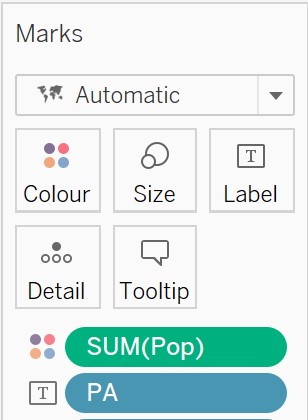 Marks
Automatic
Colour Size Label
Detail Tooltip
SUM(Pop)
T PA